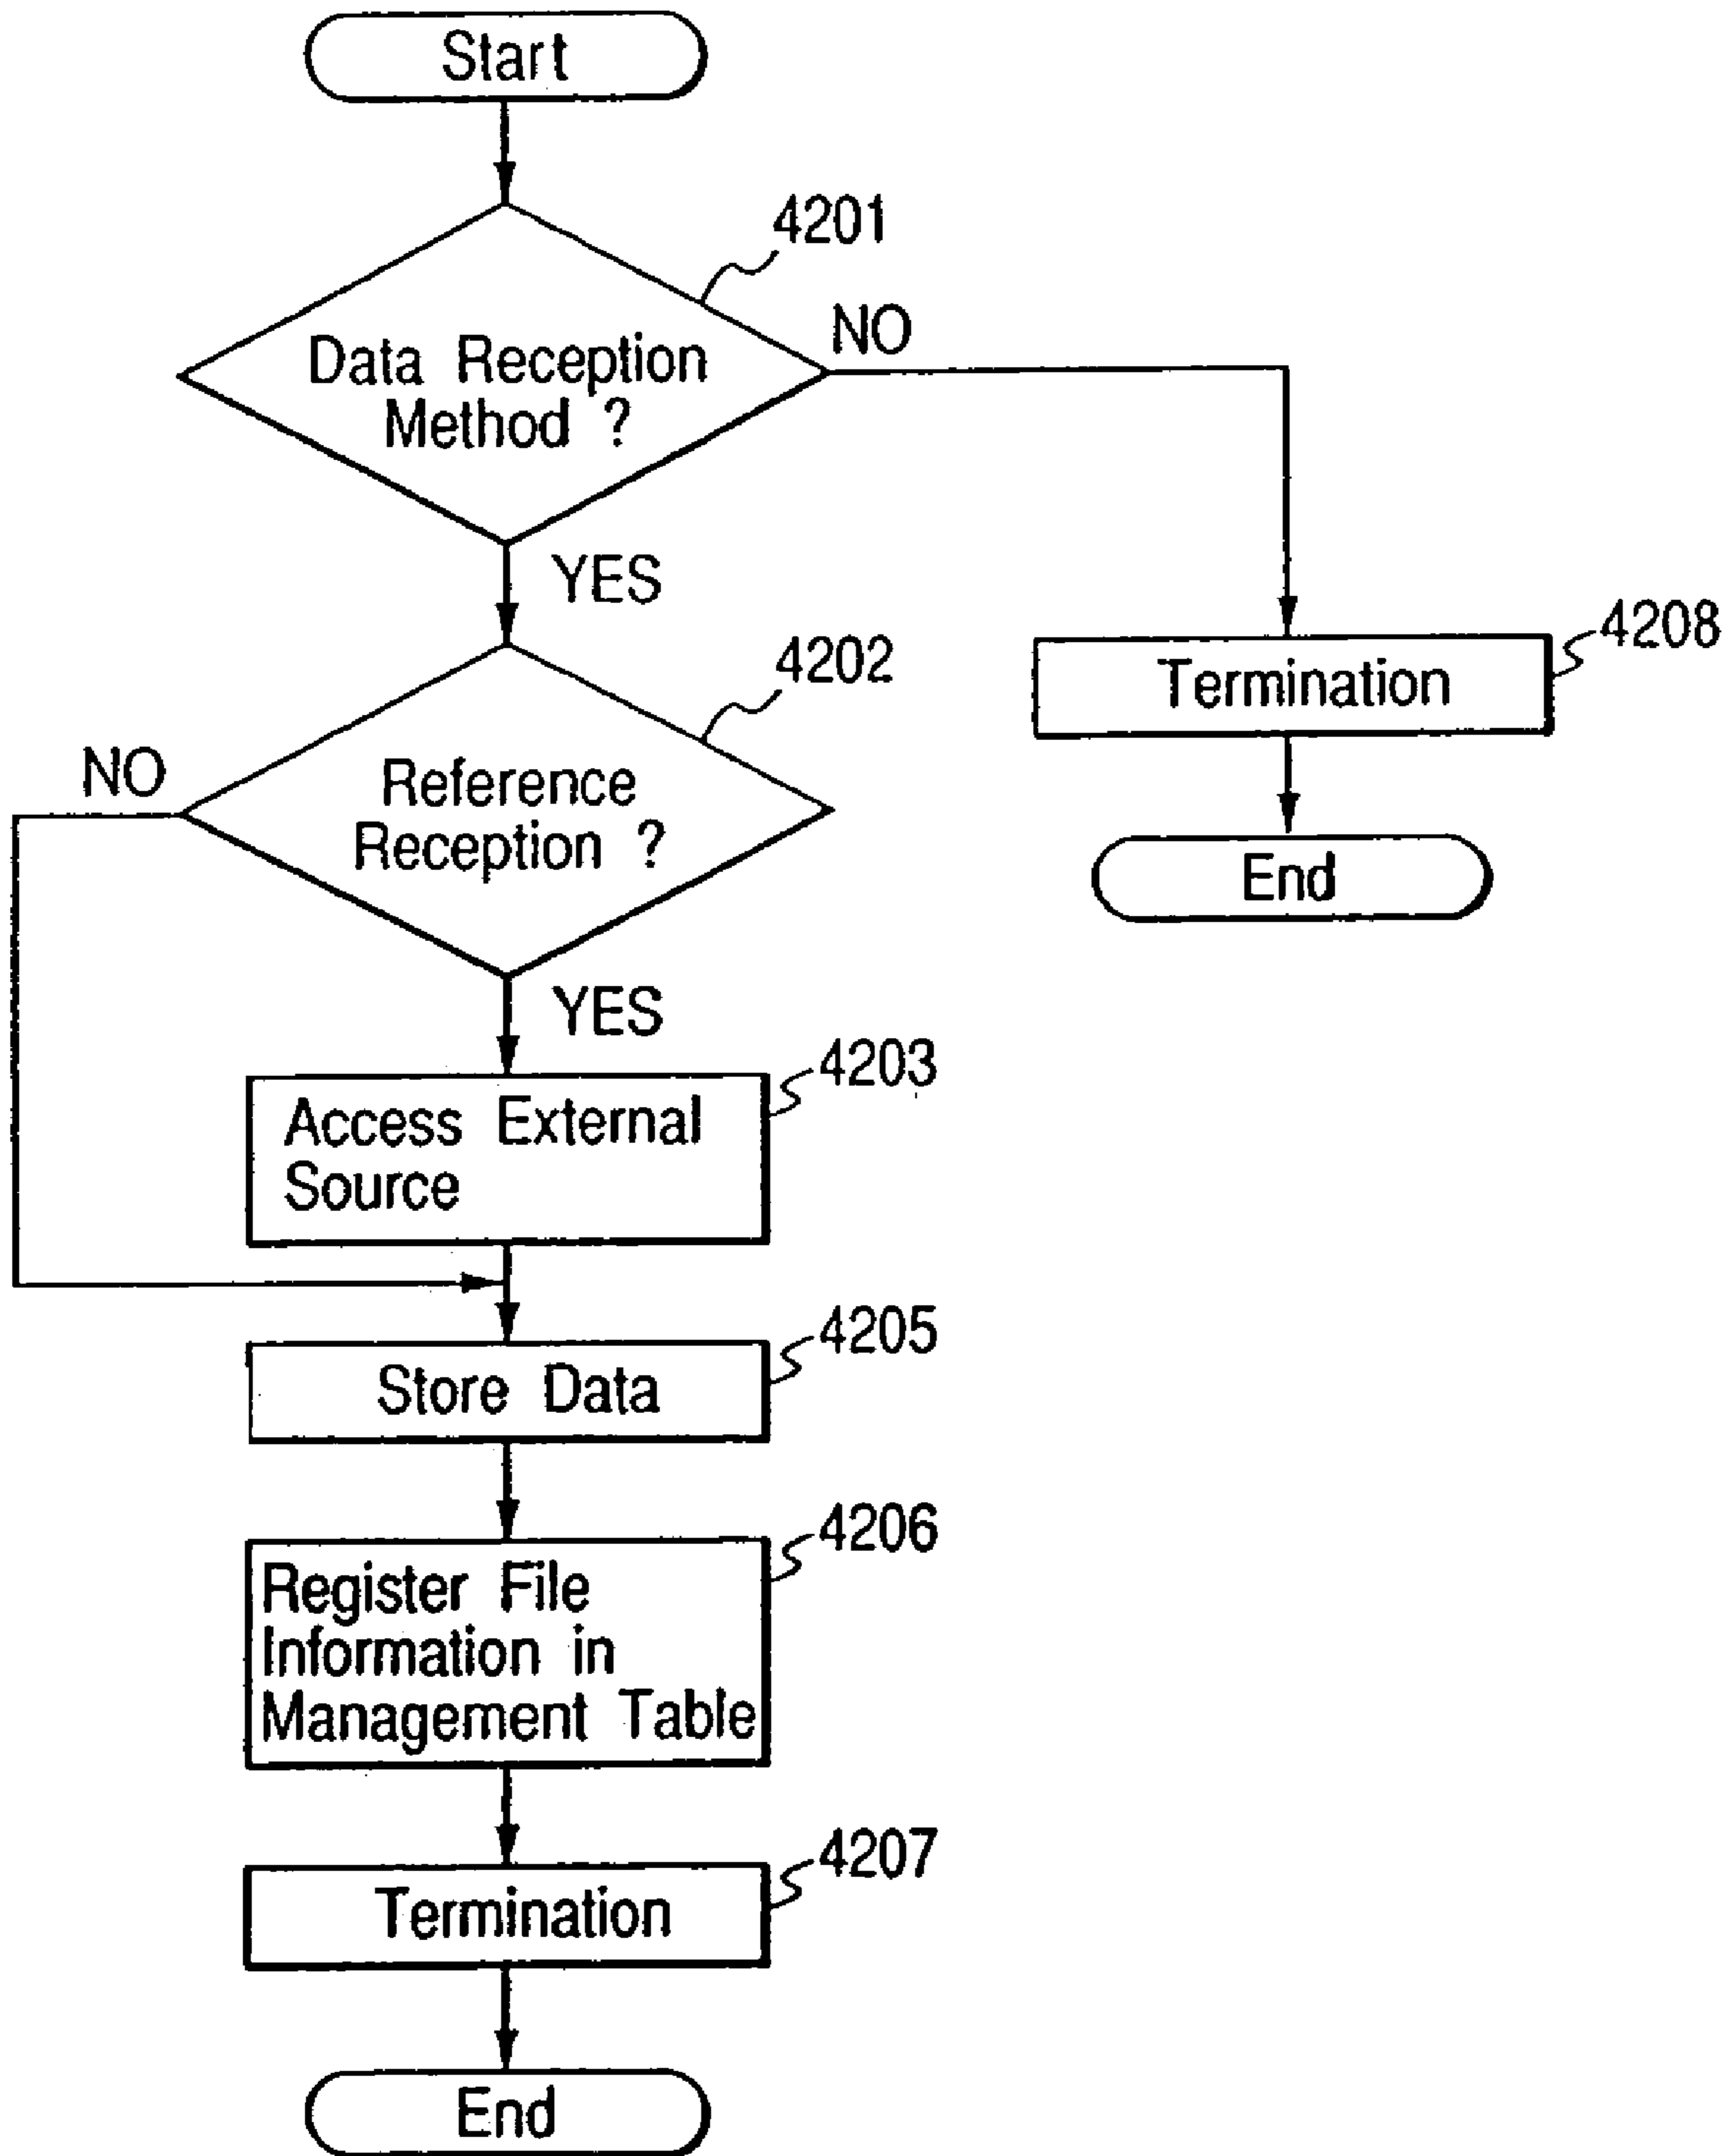 Start
4201
Data Reception
Method ?
NO
YES
4202
Reference
Reception ?
NO
YES
4208
Termination
End
4203
Access External
Source
4205
Store Data
4206
Register File
Information in
Management Table
4207
Termination
End